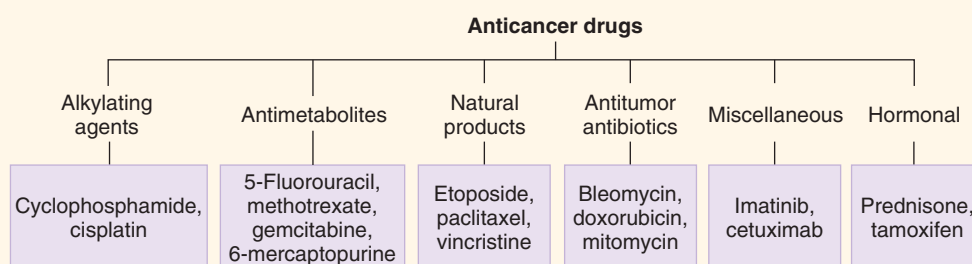 Anticancer drugs
Alkylating
agents
Antimetabolites
Natural
products
Antitumor
antibiotics
Miscellaneous
Hormonal
Cyclophosphamide,
cisplatin
5-Fluorouracil,
methotrexate,
gemcitabine,
6-mercaptopurine
Etoposide,
paclitaxel,
vincristine
Bleomycin,
doxorubicin,
mitomycin
Imatinib,
cetuximab
Prednisone,
tamoxifen